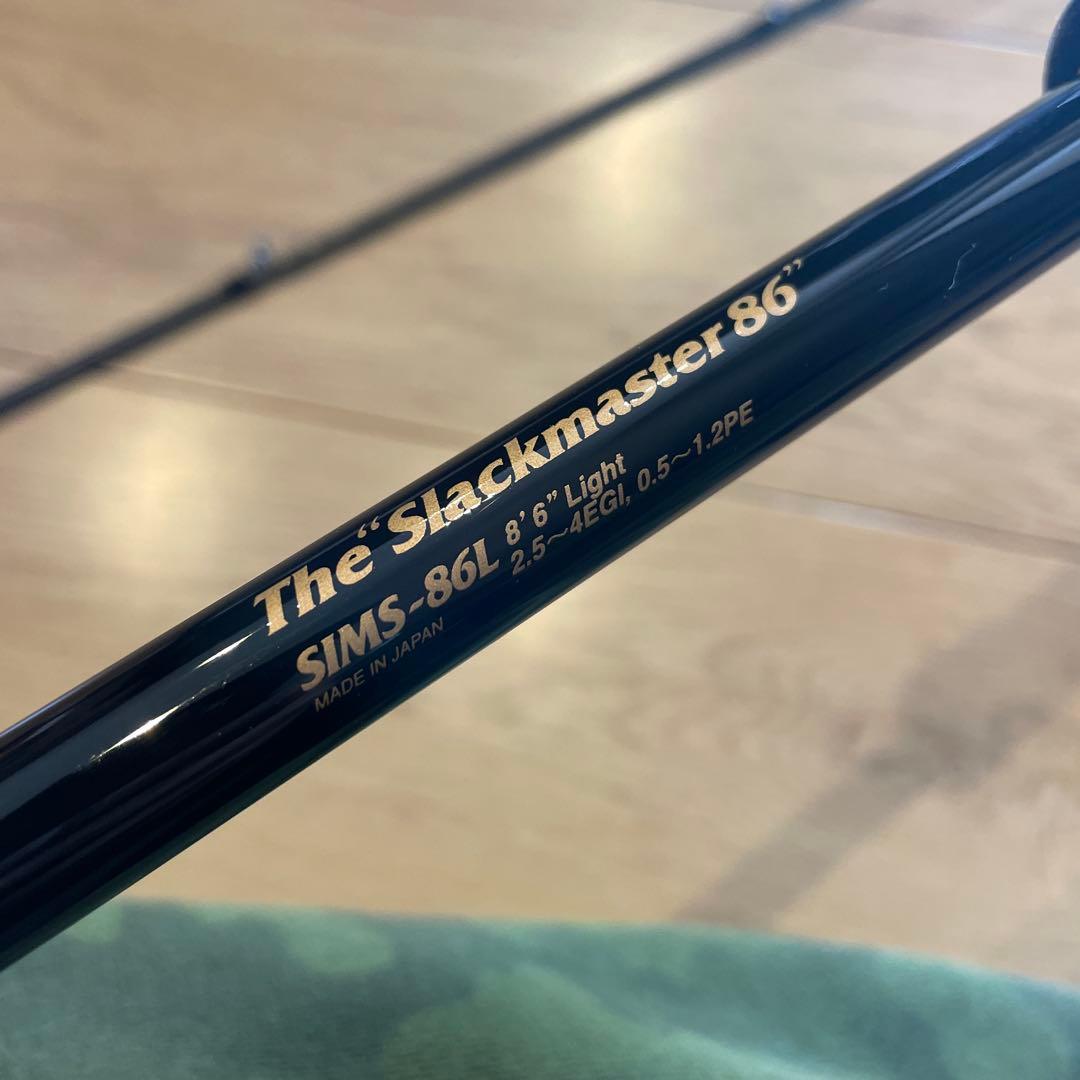 The “Slackmaster 86”
SIMS-86L
8’6” Light
2.5〜4EGI, 0.5〜1.2PE
MADE IN JAPAN